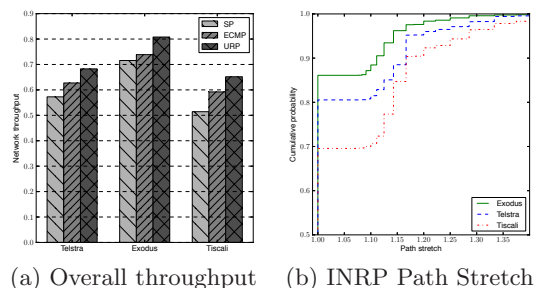 0.9
0.8
0.7
0.6
0.5
0.4
0.3
0.2
0.1
0.0
Network throughput
SP
ECMP
URP
Telstra Exodus Tiscali
(a) Overall throughput
1.0
0.9
0.8
0.7
0.6
0.5
Cumulative probability
Exodus
Telstra
Tiscali
1.00 1.05 1.10 1.15 1.20 1.25 1.30 1.35
Path stretch
(b) INRP Path Stretch